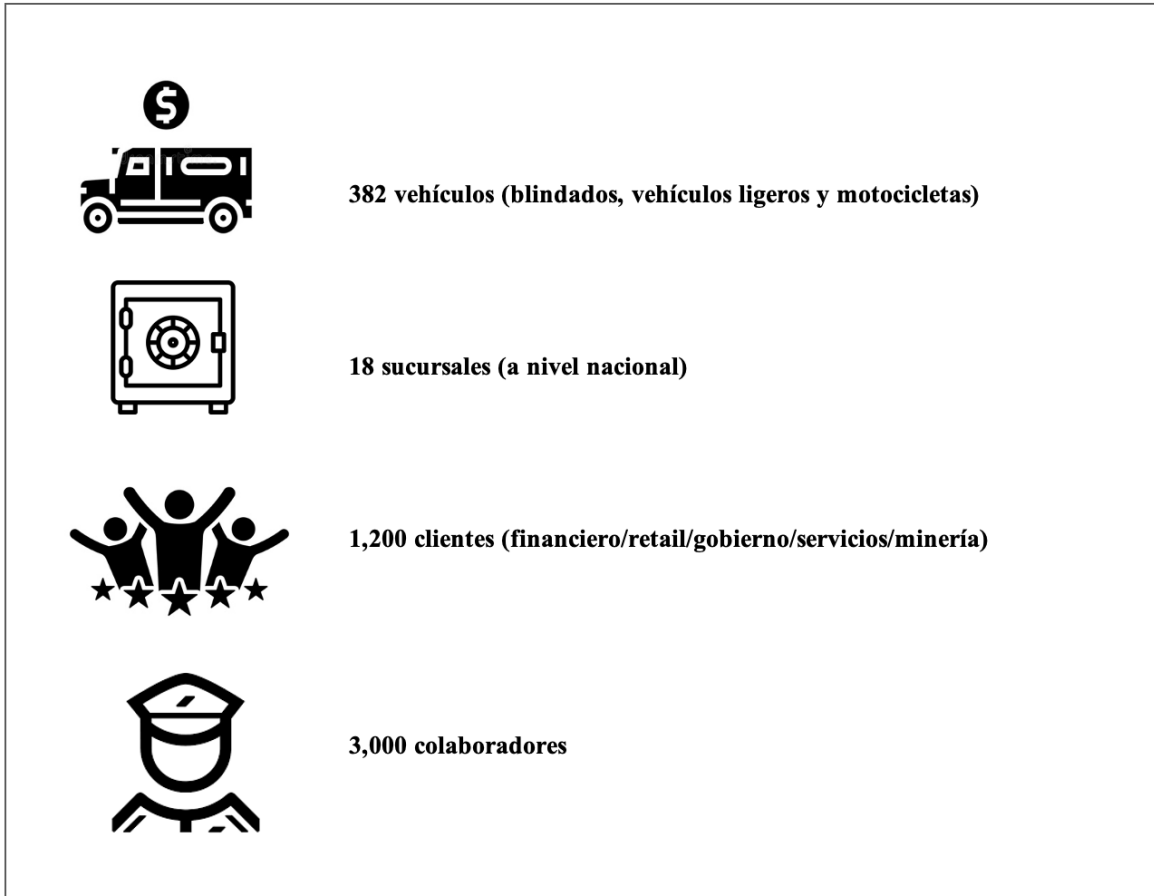 $
382 vehículos (blindados, vehículos ligeros y motocicletas)
18 sucursales (a nivel nacional)
1,200 clientes (financiero/retail/gobierno/servicios/minería)
3,000 colaboradores